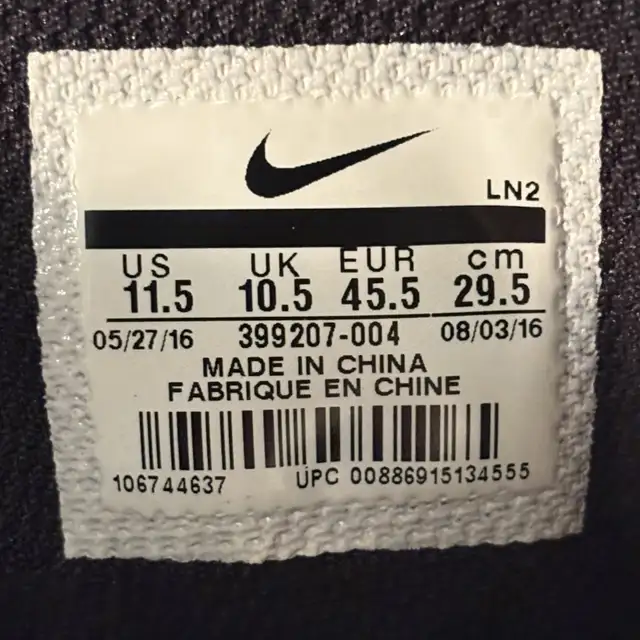 LN2
US UK EUR cm
11.5 10.5 45.5 29.5
05/27/16 399207-004 08/03/16
MADE IN CHINA
FABRIQUE EN CHINE
106744637 UPC 00886915134555